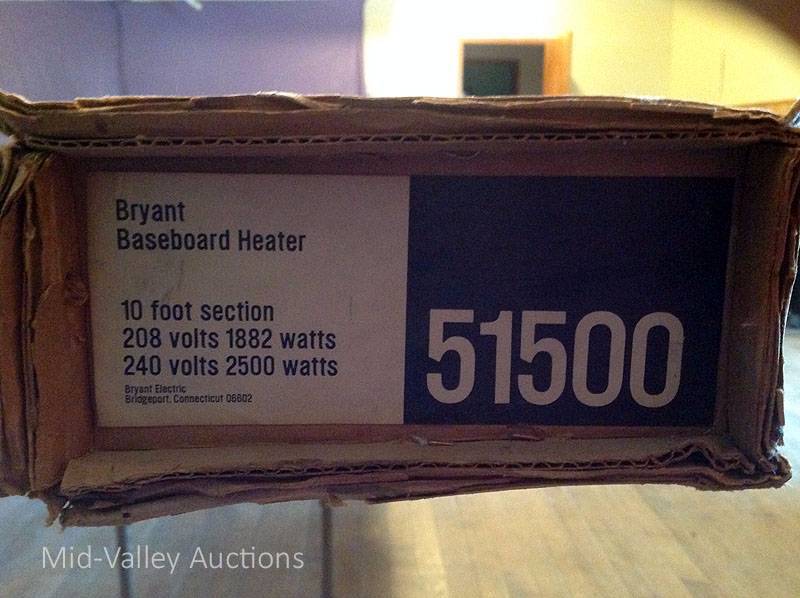 Bryant
Baseboard Heater
10 foot section
208 volts 1882 watts
240 volts 2500 watts
Bryant Electric
Bridgeport, Connecticut 06602
51500
Mid-Valley Auctions